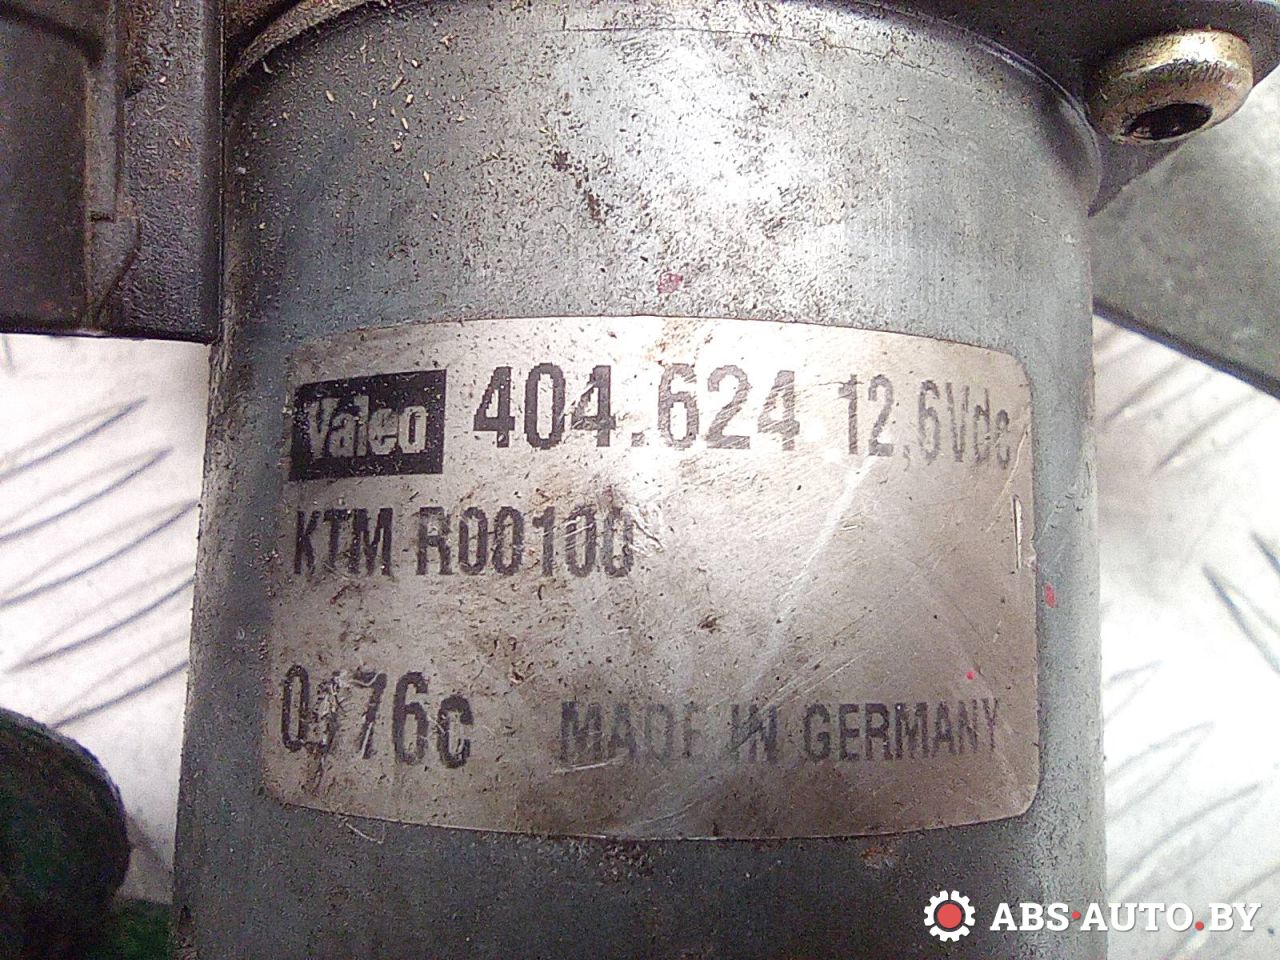 Valeo 404.624 12,6Vdc
KTM R00100
MADE IN GERMANY
ABS-AUTO.BY